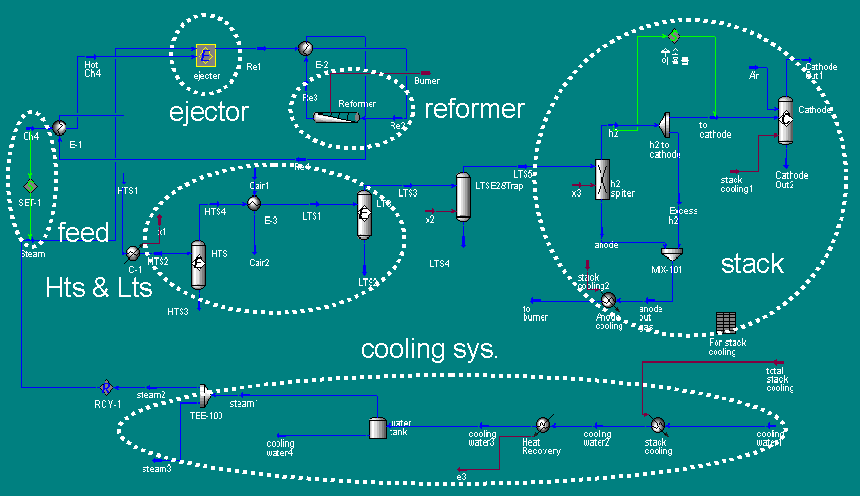 Hot
Ch4
ejecter
Re1
E-2
Burner
ejector
Reformer
Re3
Re2
reformer
Ch4
E-1
Re4
SET-1
feed
Steam
HTS1
x1
C-1
HTS2
Hts & Lts
HTS4
HTS
HTS3
Cair1
E-3
Cair2
LTS1
LTS2
LTS3
x2
LTSE2&Trap
LTS4
LTS5
x3
h2
h2
spiter
h2 to
cathode
to
cathode
Air
Cathode
Out1
Cathode
stack
cooling1
Cathode
Out2
Excess
h2
anode
MIX-101
stack
stack
cooling2
to
burner
Anode
cooling
anode
out
gas
For stack
cooling
cooling sys.
total
stack
cooling
RCY-1
steam2
TEE-100
steam1
steam3
water
tank
cooling
water4
cooling
water3
Heat
Recovery
e3
cooling
water2
stack
cooling
cooling
water1